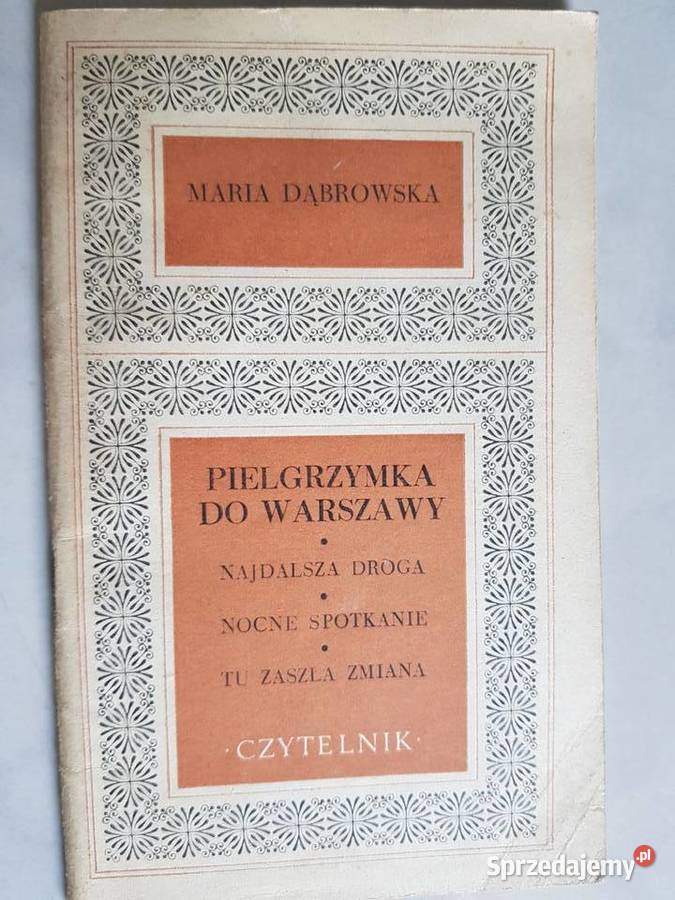 MARIA DĄBROWSKA
PIELGRZYMKA
DO WARSZAWY
•
NAJDALSZA DROGA
•
NOCNE SPOTKANIE
•
TU ZASZŁA ZMIANA
· CZYTELNIK ·
Sprzedajemy.pl